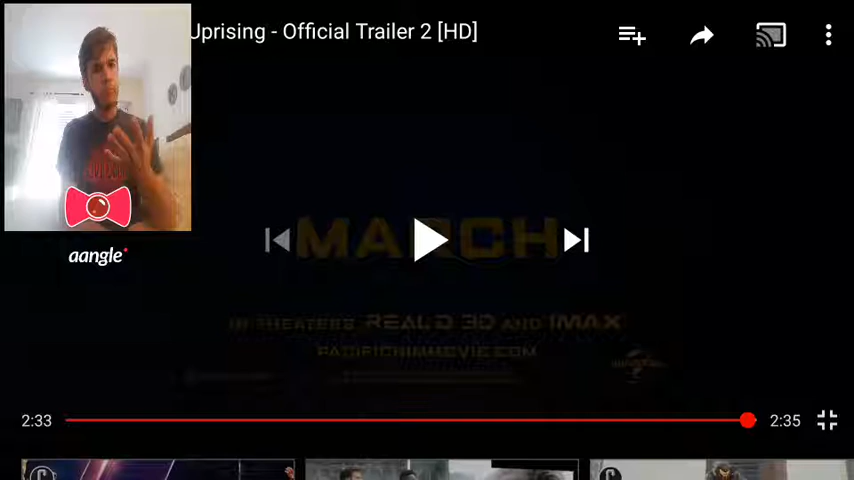 Uprising - Official Trailer 2 [HD]
aangle
MARCH
IN THEATERS REAL D 3D AND IMAX
PACIFICRIMMOVIE.COM
2:33
2:35